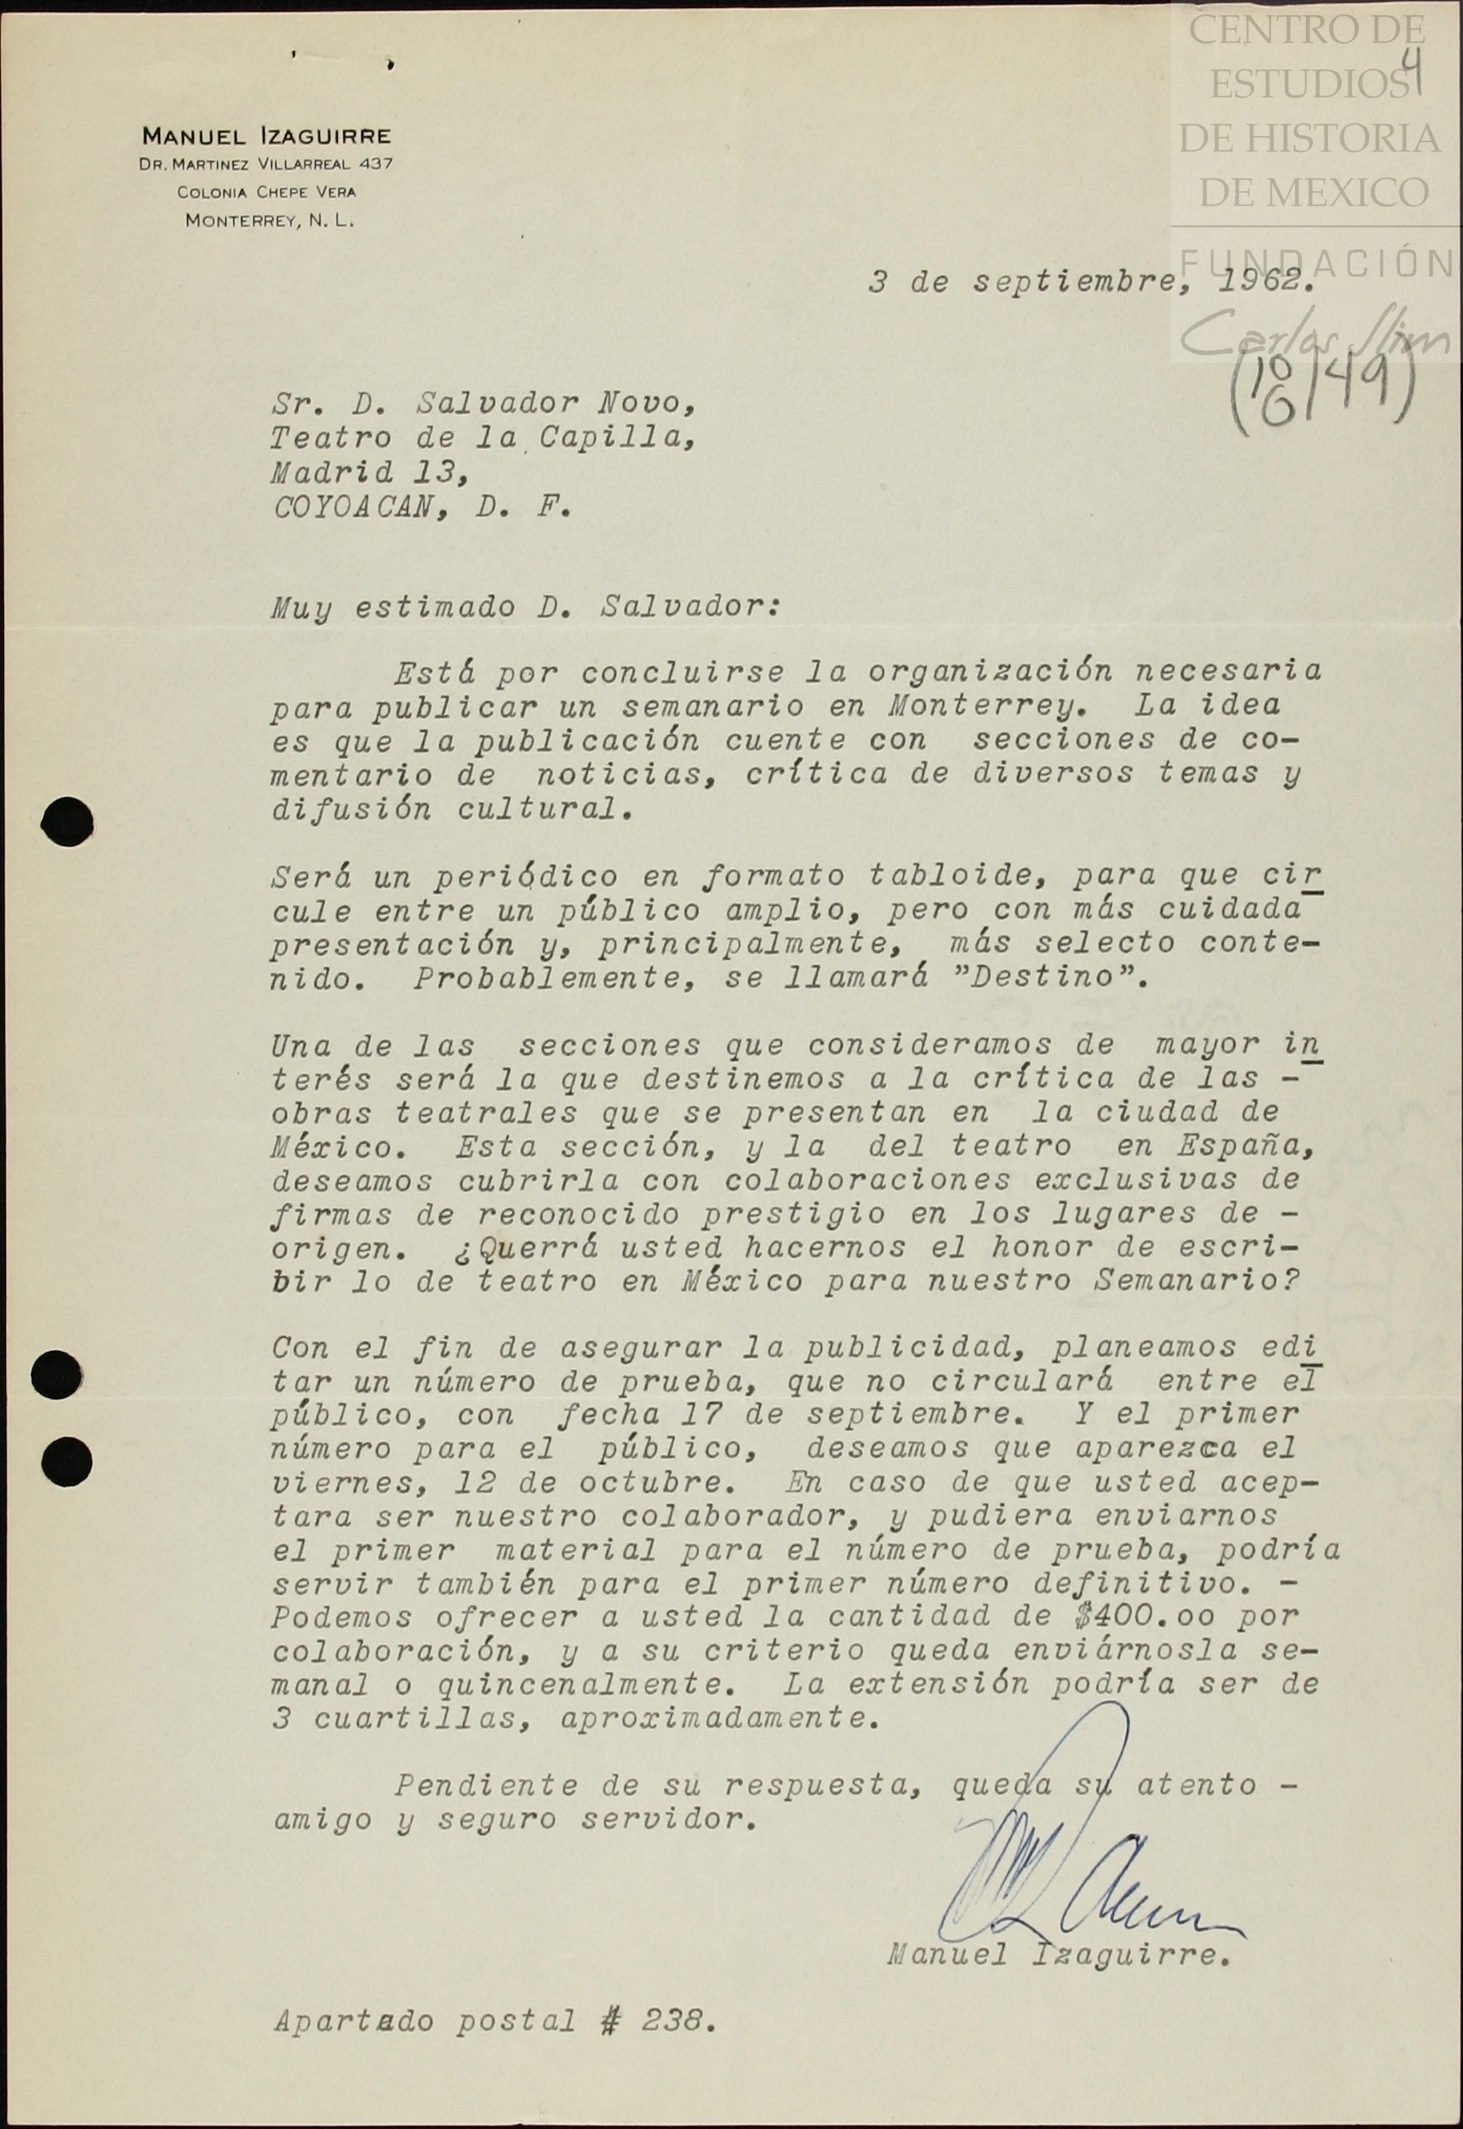 CENTRO DE
ESTUDIOS
DE HISTORIA
DE MEXICO
FUNDACIÓN
Carlos Slim
4
MANUEL IZAGUIRRE
DR. MARTINEZ VILLARREAL 437
COLONIA CHEPE VERA
MONTERREY, N. L.
3 de septiembre, 1962.
(10/6/49)
Sr. D. Salvador Novo,
Teatro de la Capilla,
Madrid 13,
COYOACAN, D. F.
Muy estimado D. Salvador:
Está por concluirse la organización necesaria
para publicar un semanario en Monterrey. La idea
es que la publicación cuente con secciones de co-
mentario de noticias, crítica de diversos temas y
difusión cultural.
Será un periódico en formato tabloide, para que cir
cule entre un público amplio, pero con más cuidada
presentación y, principalmente, más selecto conte-
nido. Probablemente, se llamará "Destino".
Una de las secciones que consideramos de mayor in
terés será la que destinemos a la crítica de las -
obras teatrales que se presentan en la ciudad de
México. Esta sección, y la del teatro en España,
deseamos cubrirla con colaboraciones exclusivas de
firmas de reconocido prestigio en los lugares de -
origen. ¿Querrá usted hacernos el honor de escri-
bir lo de teatro en México para nuestro Semanario?
Con el fin de asegurar la publicidad, planeamos edi
tar un número de prueba, que no circulará entre el
público, con fecha 17 de septiembre. Y el primer
número para el público, deseamos que aparezca el
viernes, 12 de octubre. En caso de que usted acep-
tara ser nuestro colaborador, y pudiera enviarnos
el primer material para el número de prueba, podría
servir también para el primer número definitivo. -
Podemos ofrecer a usted la cantidad de $400.oo por
colaboración, y a su criterio queda enviárnosla se-
manal o quincenalmente. La extensión podría ser de
3 cuartillas, aproximadamente.
Pendiente de su respuesta, queda su atento -
amigo y seguro servidor.
Manuel Izaguirre.
Apartado postal # 238.